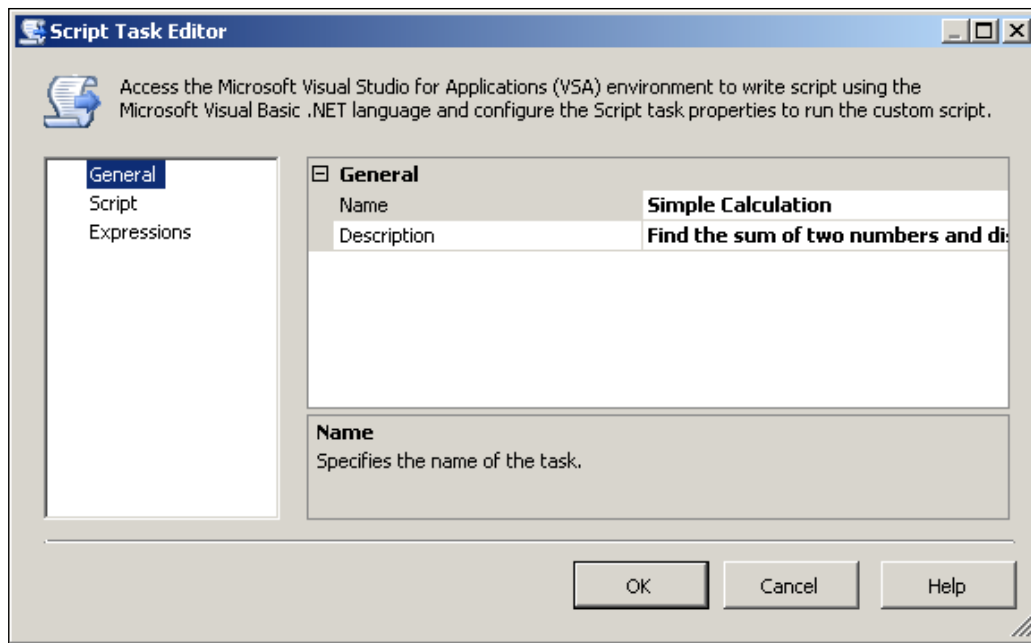 Script Task Editor
Access the Microsoft Visual Studio for Applications (VSA) environment to write script using the
Microsoft Visual Basic .NET language and configure the Script task properties to run the custom script.
General
Script
Expressions
General
Name Simple Calculation
Description Find the sum of two numbers and di
Name
Specifies the name of the task.
OK Cancel Help